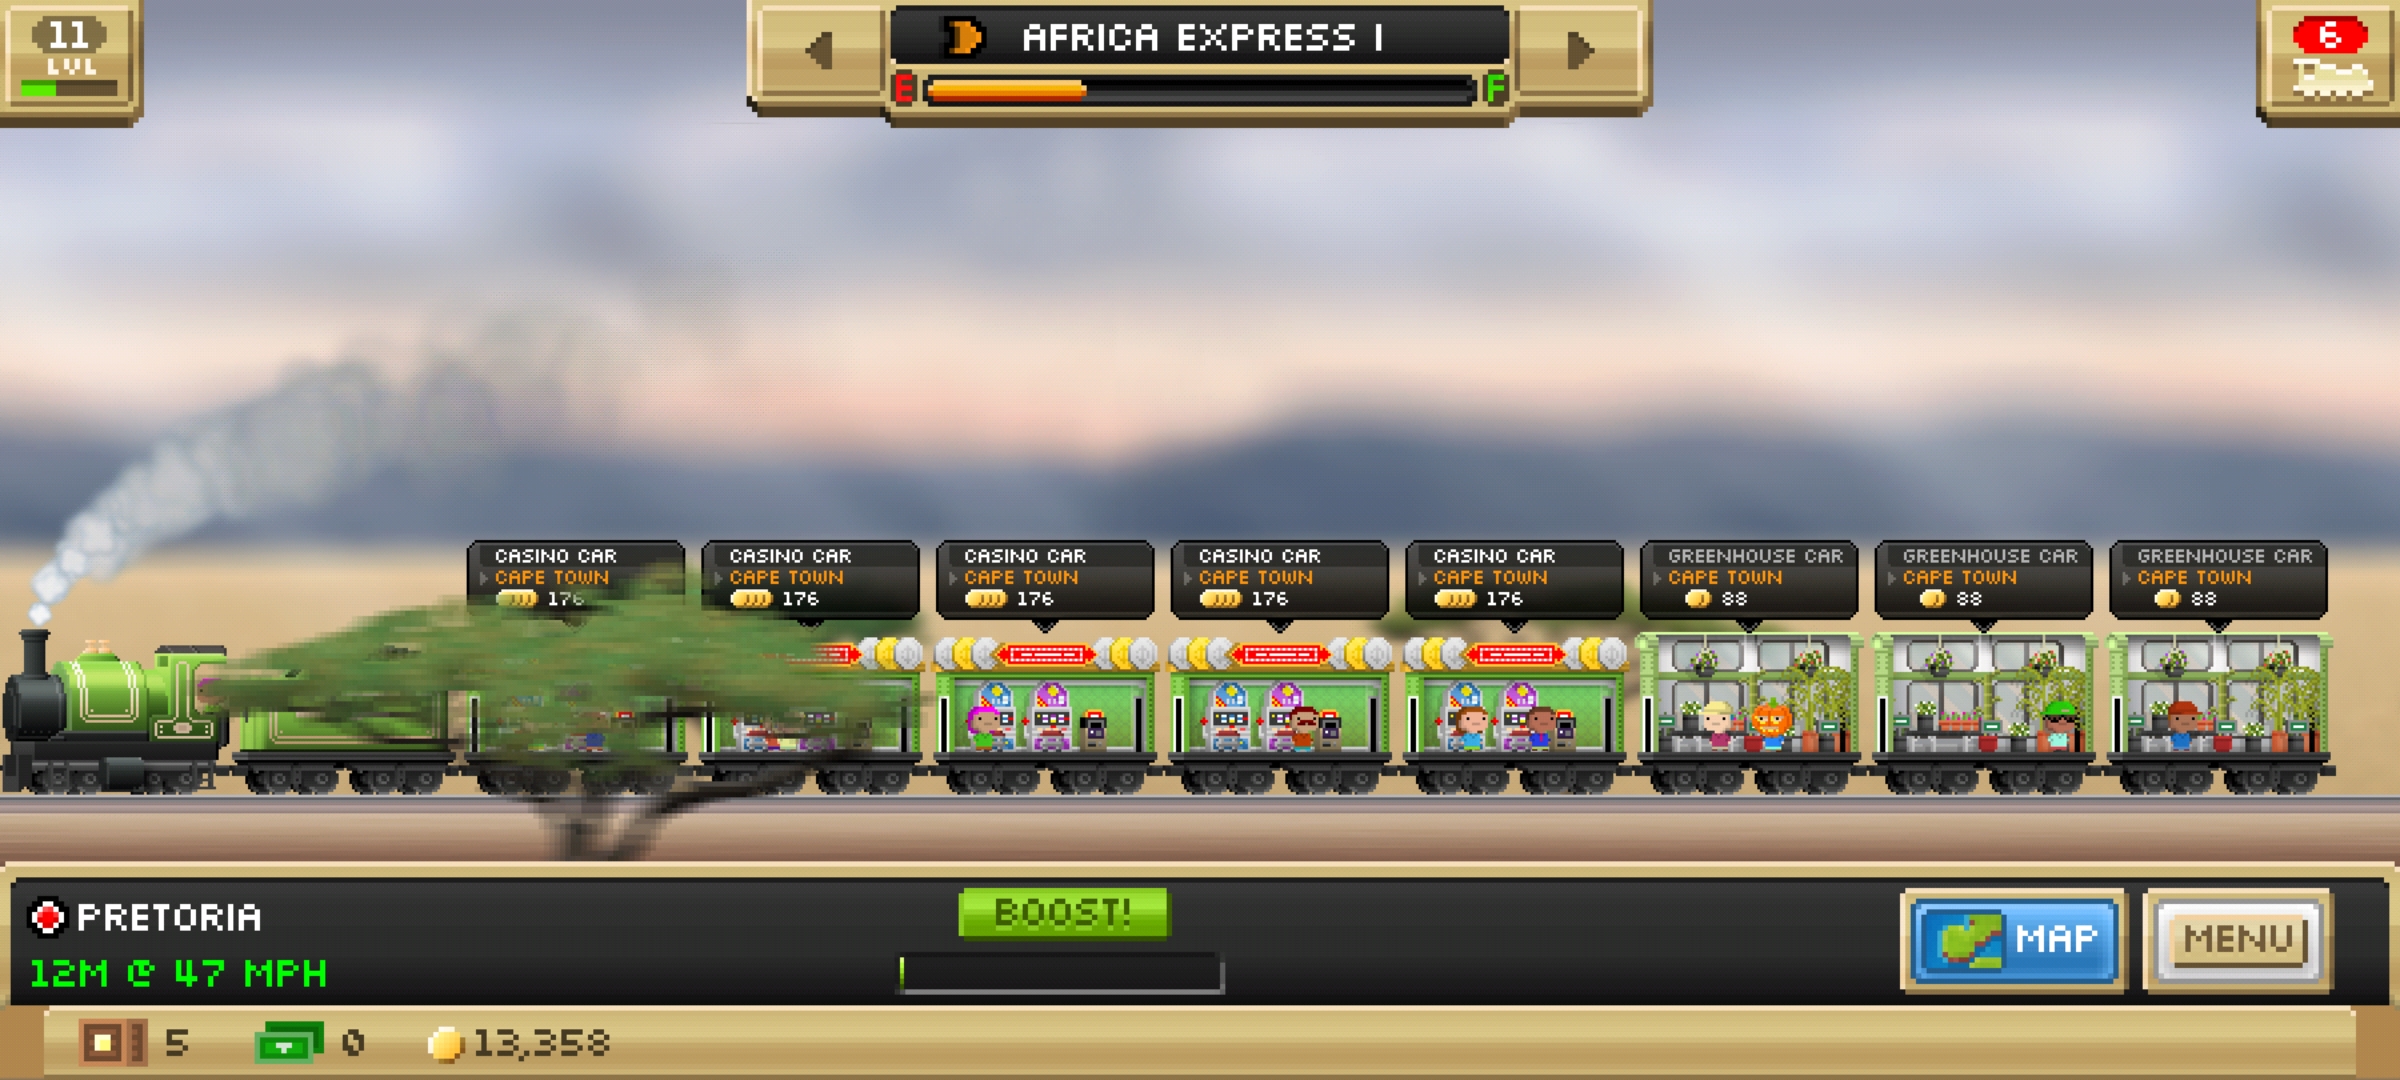 11
LVL
AFRICA EXPRESS I
E F
6
CASINO CAR
CAPE TOWN
176
CASINO CAR
CAPE TOWN
176
CASINO CAR
CAPE TOWN
176
CASINO CAR
CAPE TOWN
176
CASINO CAR
CAPE TOWN
176
GREENHOUSE CAR
CAPE TOWN
88
GREENHOUSE CAR
CAPE TOWN
88
GREENHOUSE CAR
CAPE TOWN
88
PRETORIA
12M @ 47 MPH
BOOST!
MAP
MENU
5
0
13,358